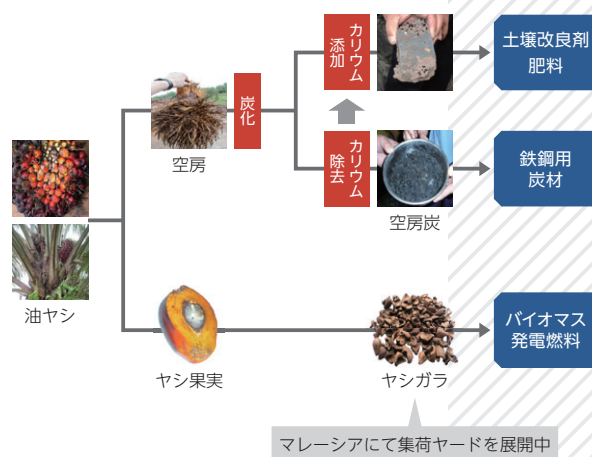 カリウム
添加
土壌改良剤
肥料
炭化
空房
カリウム
除去
鉄鋼用
炭材
空房炭
油ヤシ
バイオマス
発電燃料
ヤシ果実
ヤシガラ
マレーシアにて集荷ヤードを展開中